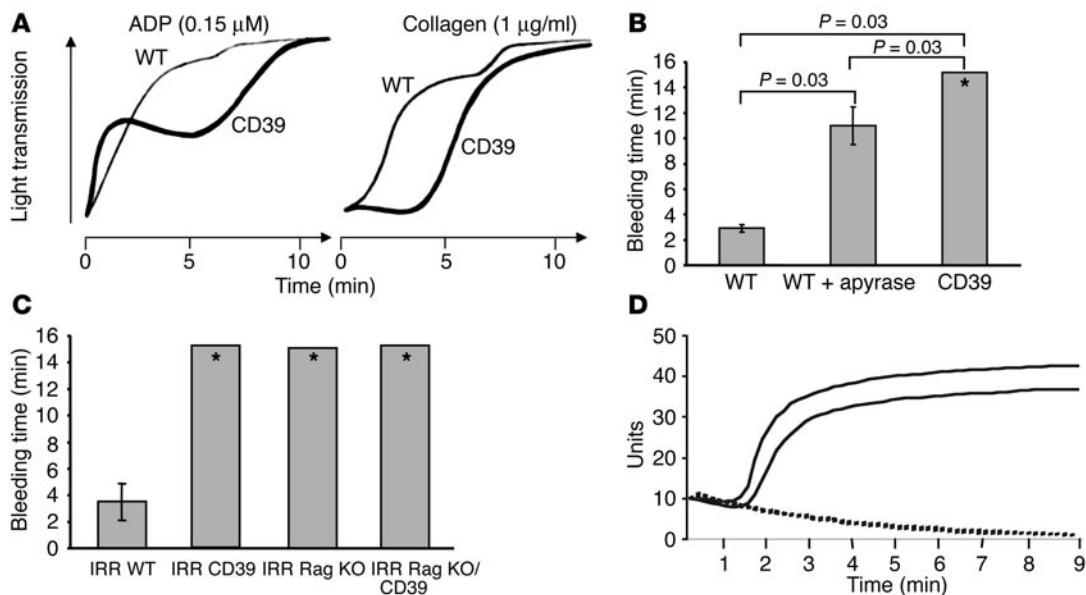 A
ADP (0.15 μM)
Collagen (1 μg/ml)
Light transmission
WT
CD39
WT
CD39
0 5 10 0 5 10
Time (min)
B
P = 0.03
P = 0.03
P = 0.03
Bleeding time (min)
16
14
12
10
8
6
4
2
0
*
WT WT + apyrase CD39
C
Bleeding time (min)
16
14
12
10
8
6
4
2
0
* * *
IRR WT IRR CD39 IRR Rag KO IRR Rag KO/
CD39
D
Units
50
40
30
20
10
0
1 2 3 4 5 6 7 8 9
Time (min)